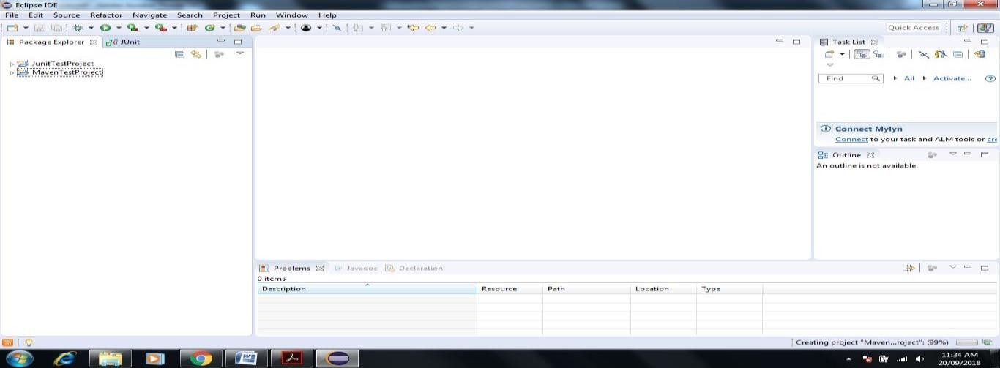 Eclipse IDE
File Edit Source Refactor Navigate Search Project Run Window Help
Quick Access
Package Explorer JUnit
JunitTestProject
MavenTestProject
Task List
Find All Activate...
Connect Mylyn
Connect to your task and ALM tools or cre
Outline
An outline is not available.
Problems Javadoc Declaration
0 items
Description Resource Path Location Type
Creating project "Maven...roject": (99%)
11:34 AM
20/09/2018